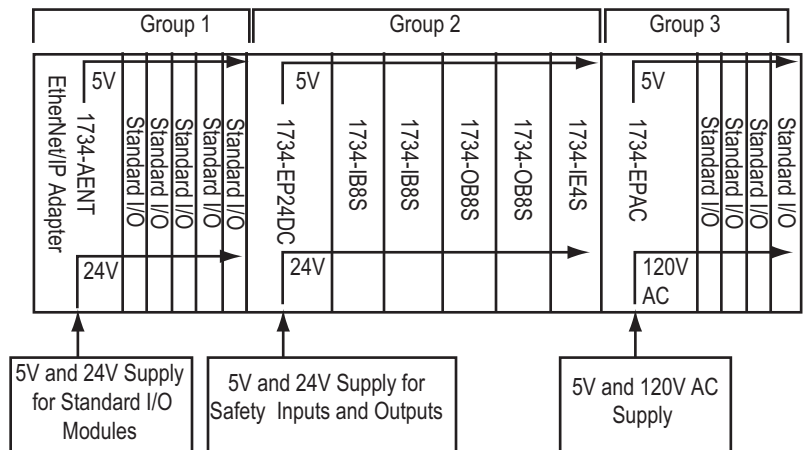 Group 1
Group 2
Group 3
5V
5V
5V
EtherNet/IP Adapter
1734-AENT
Standard I/O
Standard I/O
Standard I/O
Standard I/O
Standard I/O
1734-EP24DC
1734-IB8S
1734-IB8S
1734-OB8S
1734-OB8S
1734-IE4S
1734-EPAC
Standard I/O
Standard I/O
Standard I/O
Standard I/O
24V
24V
120V
AC
5V and 24V Supply
for Standard I/O
Modules
5V and 24V Supply for
Safety Inputs and Outputs
5V and 120V AC
Supply